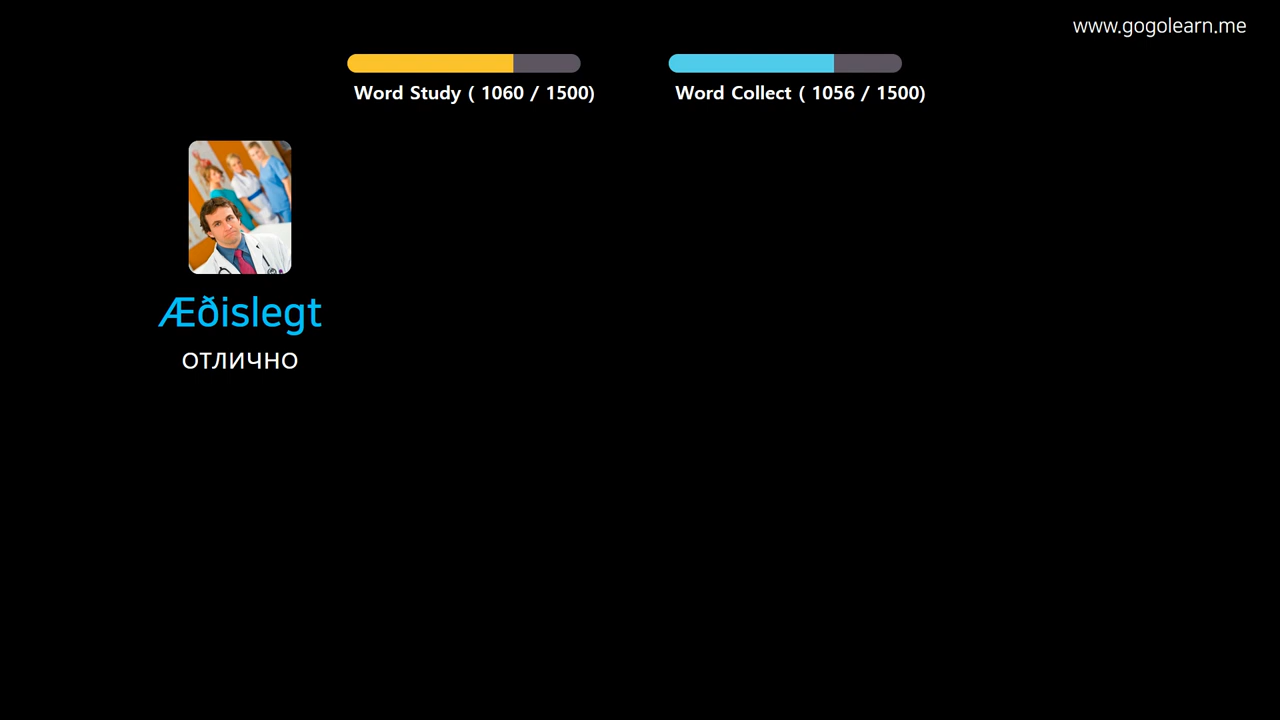 www.gogolearn.me
Word Study ( 1060 / 1500)
Word Collect ( 1056 / 1500)
Æðislegt
отлично